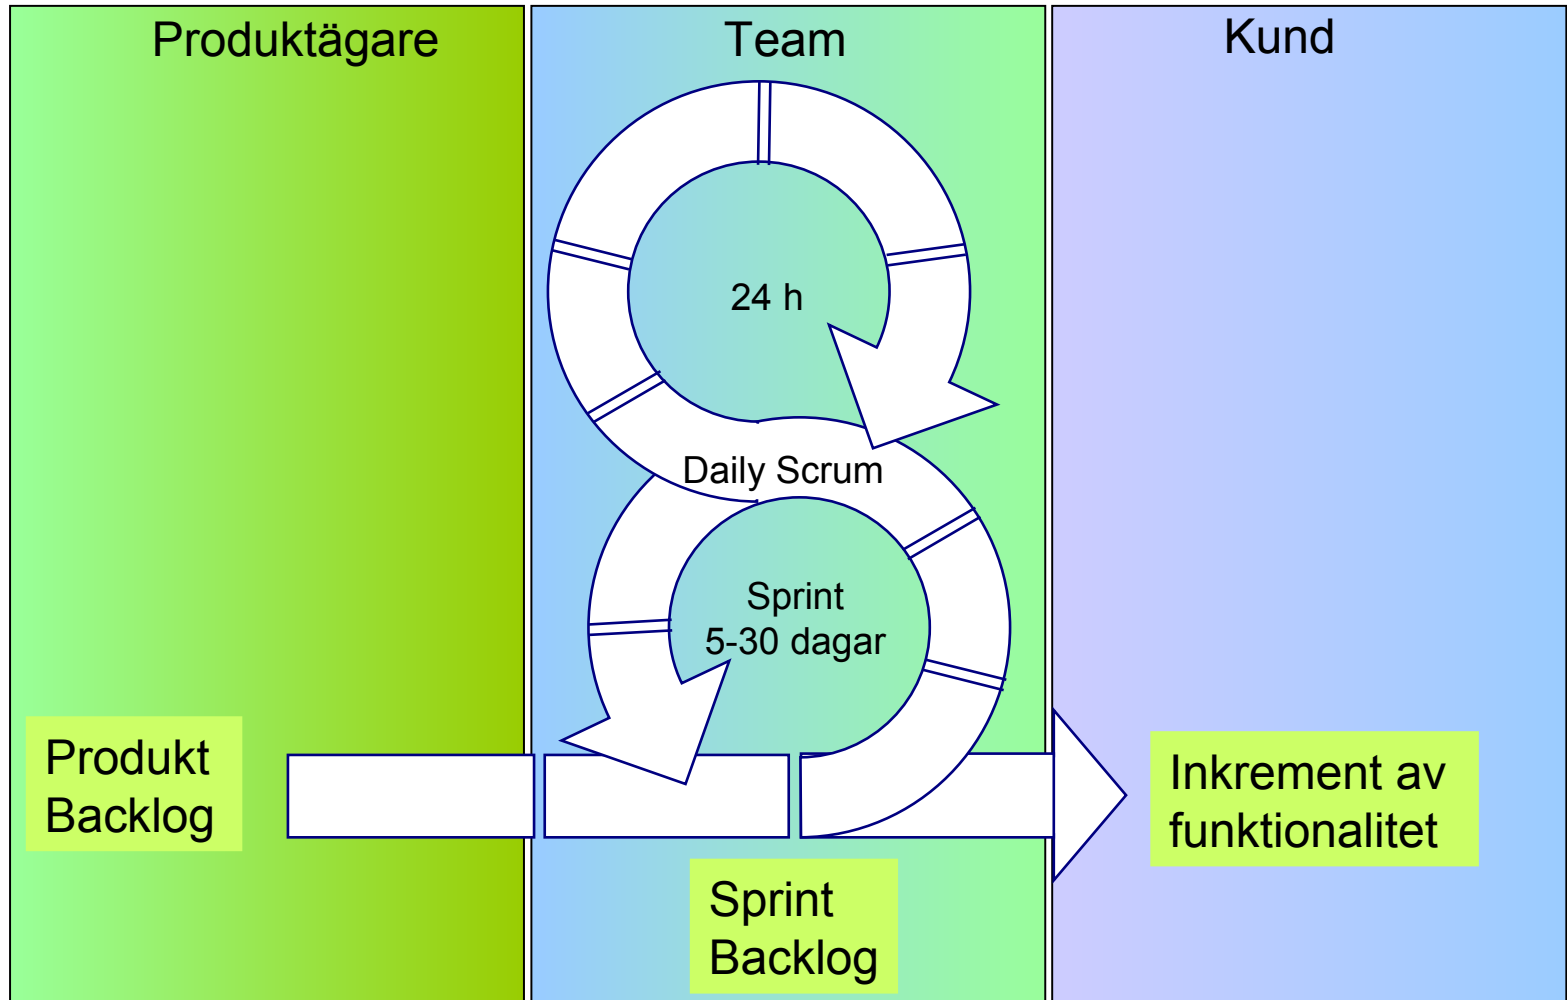 Produktägare
Team
Kund
24 h
Daily Scrum
Sprint
5-30 dagar
Produkt
Backlog
Inkrement av
funktionalitet
Sprint
Backlog